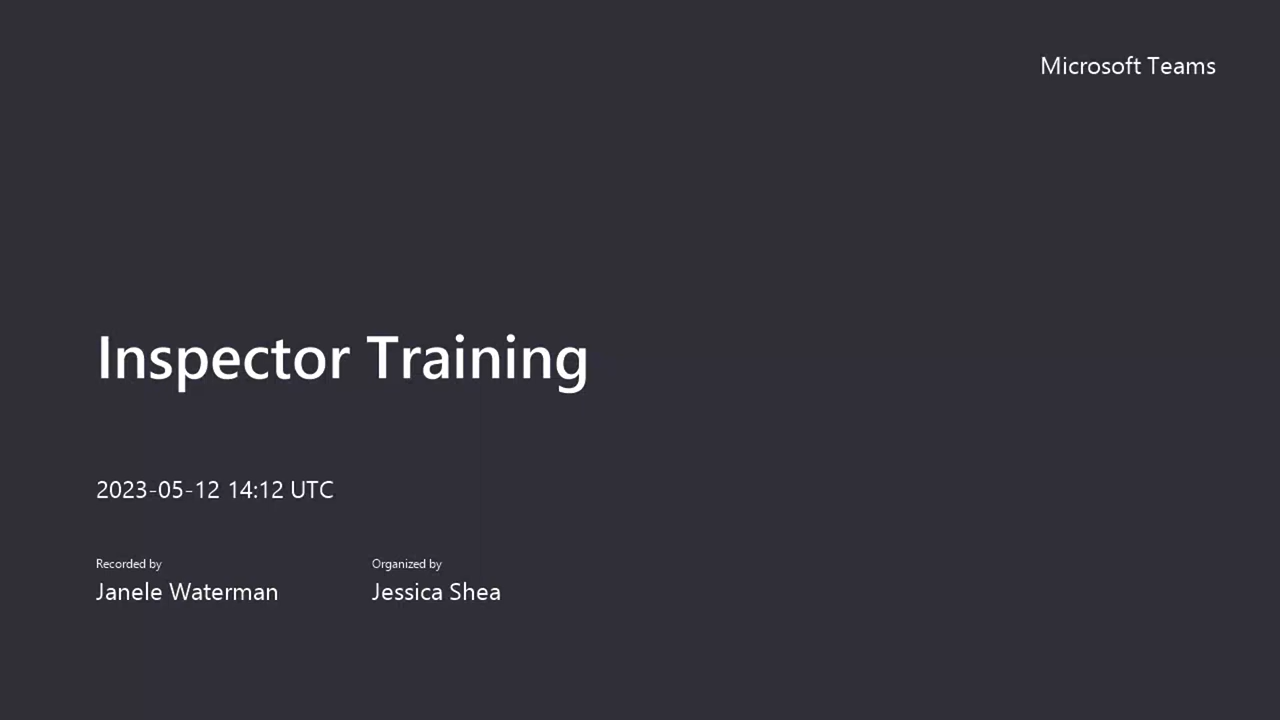 Microsoft Teams
Inspector Training
2023-05-12 14:12 UTC
Recorded by
Janele Waterman
Organized by
Jessica Shea